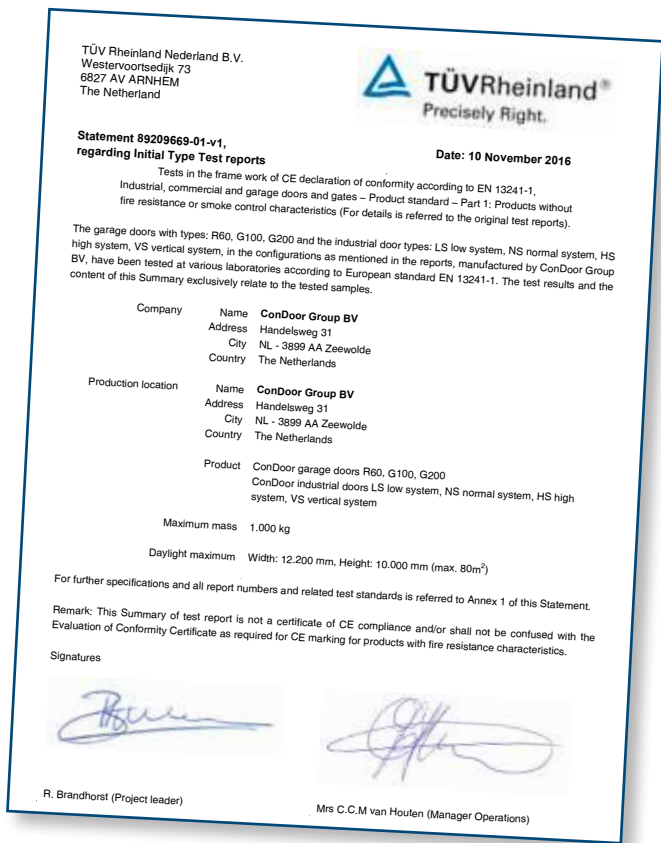 TÜV Rheinland Nederland B.V.
Westervoortsedijk 73
6827 AV ARNHEM
The Netherland
TÜVRheinland®
Precisely Right.
Statement 89209669-01-v1,
regarding Initial Type Test reports
Date: 10 November 2016
Tests in the frame work of CE declaration of conformity according to EN 13241-1,
Industrial, commercial and garage doors and gates – Product standard – Part 1: Products without
fire resistance or smoke control characteristics (For details is referred to the original test reports).
The garage doors with types: R60, G100, G200 and the industrial door types: LS low system, NS normal system, HS
high system, VS vertical system, in the configurations as mentioned in the reports, manufactured by ConDoor Group
BV, have been tested at various laboratories according to European standard EN 13241-1. The test results and the
content of this Summary exclusively relate to the tested samples.
Company Name ConDoor Group BV
Address Handelsweg 31
City NL - 3899 AA Zeewolde
Country The Netherlands
Production location Name ConDoor Group BV
Address Handelsweg 31
City NL - 3899 AA Zeewolde
Country The Netherlands
Product ConDoor garage doors R60, G100, G200
ConDoor industrial doors LS low system, NS normal system, HS high
system, VS vertical system
Maximum mass 1.000 kg
Daylight maximum Width: 12.200 mm, Height: 10.000 mm (max. 80m²)
For further specifications and all report numbers and related test standards is referred to Annex 1 of this Statement.
Remark: This Summary of test report is not a certificate of CE compliance and/or shall not be confused with the
Evaluation of Conformity Certificate as required for CE marking for products with fire resistance characteristics.
Signatures
R. Brandhorst (Project leader)
Mrs C.C.M van Houten (Manager Operations)